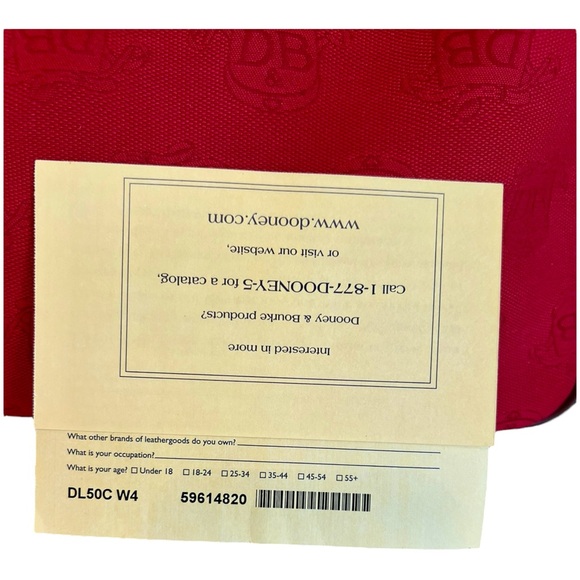 DB
&
DB
Interested in more
Dooney & Bourke products?
Call 1-877-DOONEY-5 for a catalog,
or visit our website,
www.dooney.com
What other brands of leathergoods do you own?
What is your occupation?
What is your age? ☐ Under 18 ☐ 18-24 ☐ 25-34 ☐ 35-44 ☐ 45-54 ☐ 55+
DL50C W4 59614820